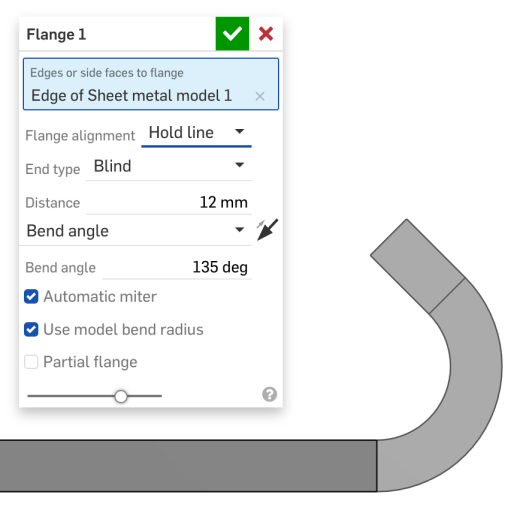 Flange 1
Edges or side faces to flange
Edge of Sheet metal model 1
Flange alignment Hold line
End type Blind
Distance 12 mm
Bend angle
Bend angle 135 deg
Automatic miter
Use model bend radius
Partial flange